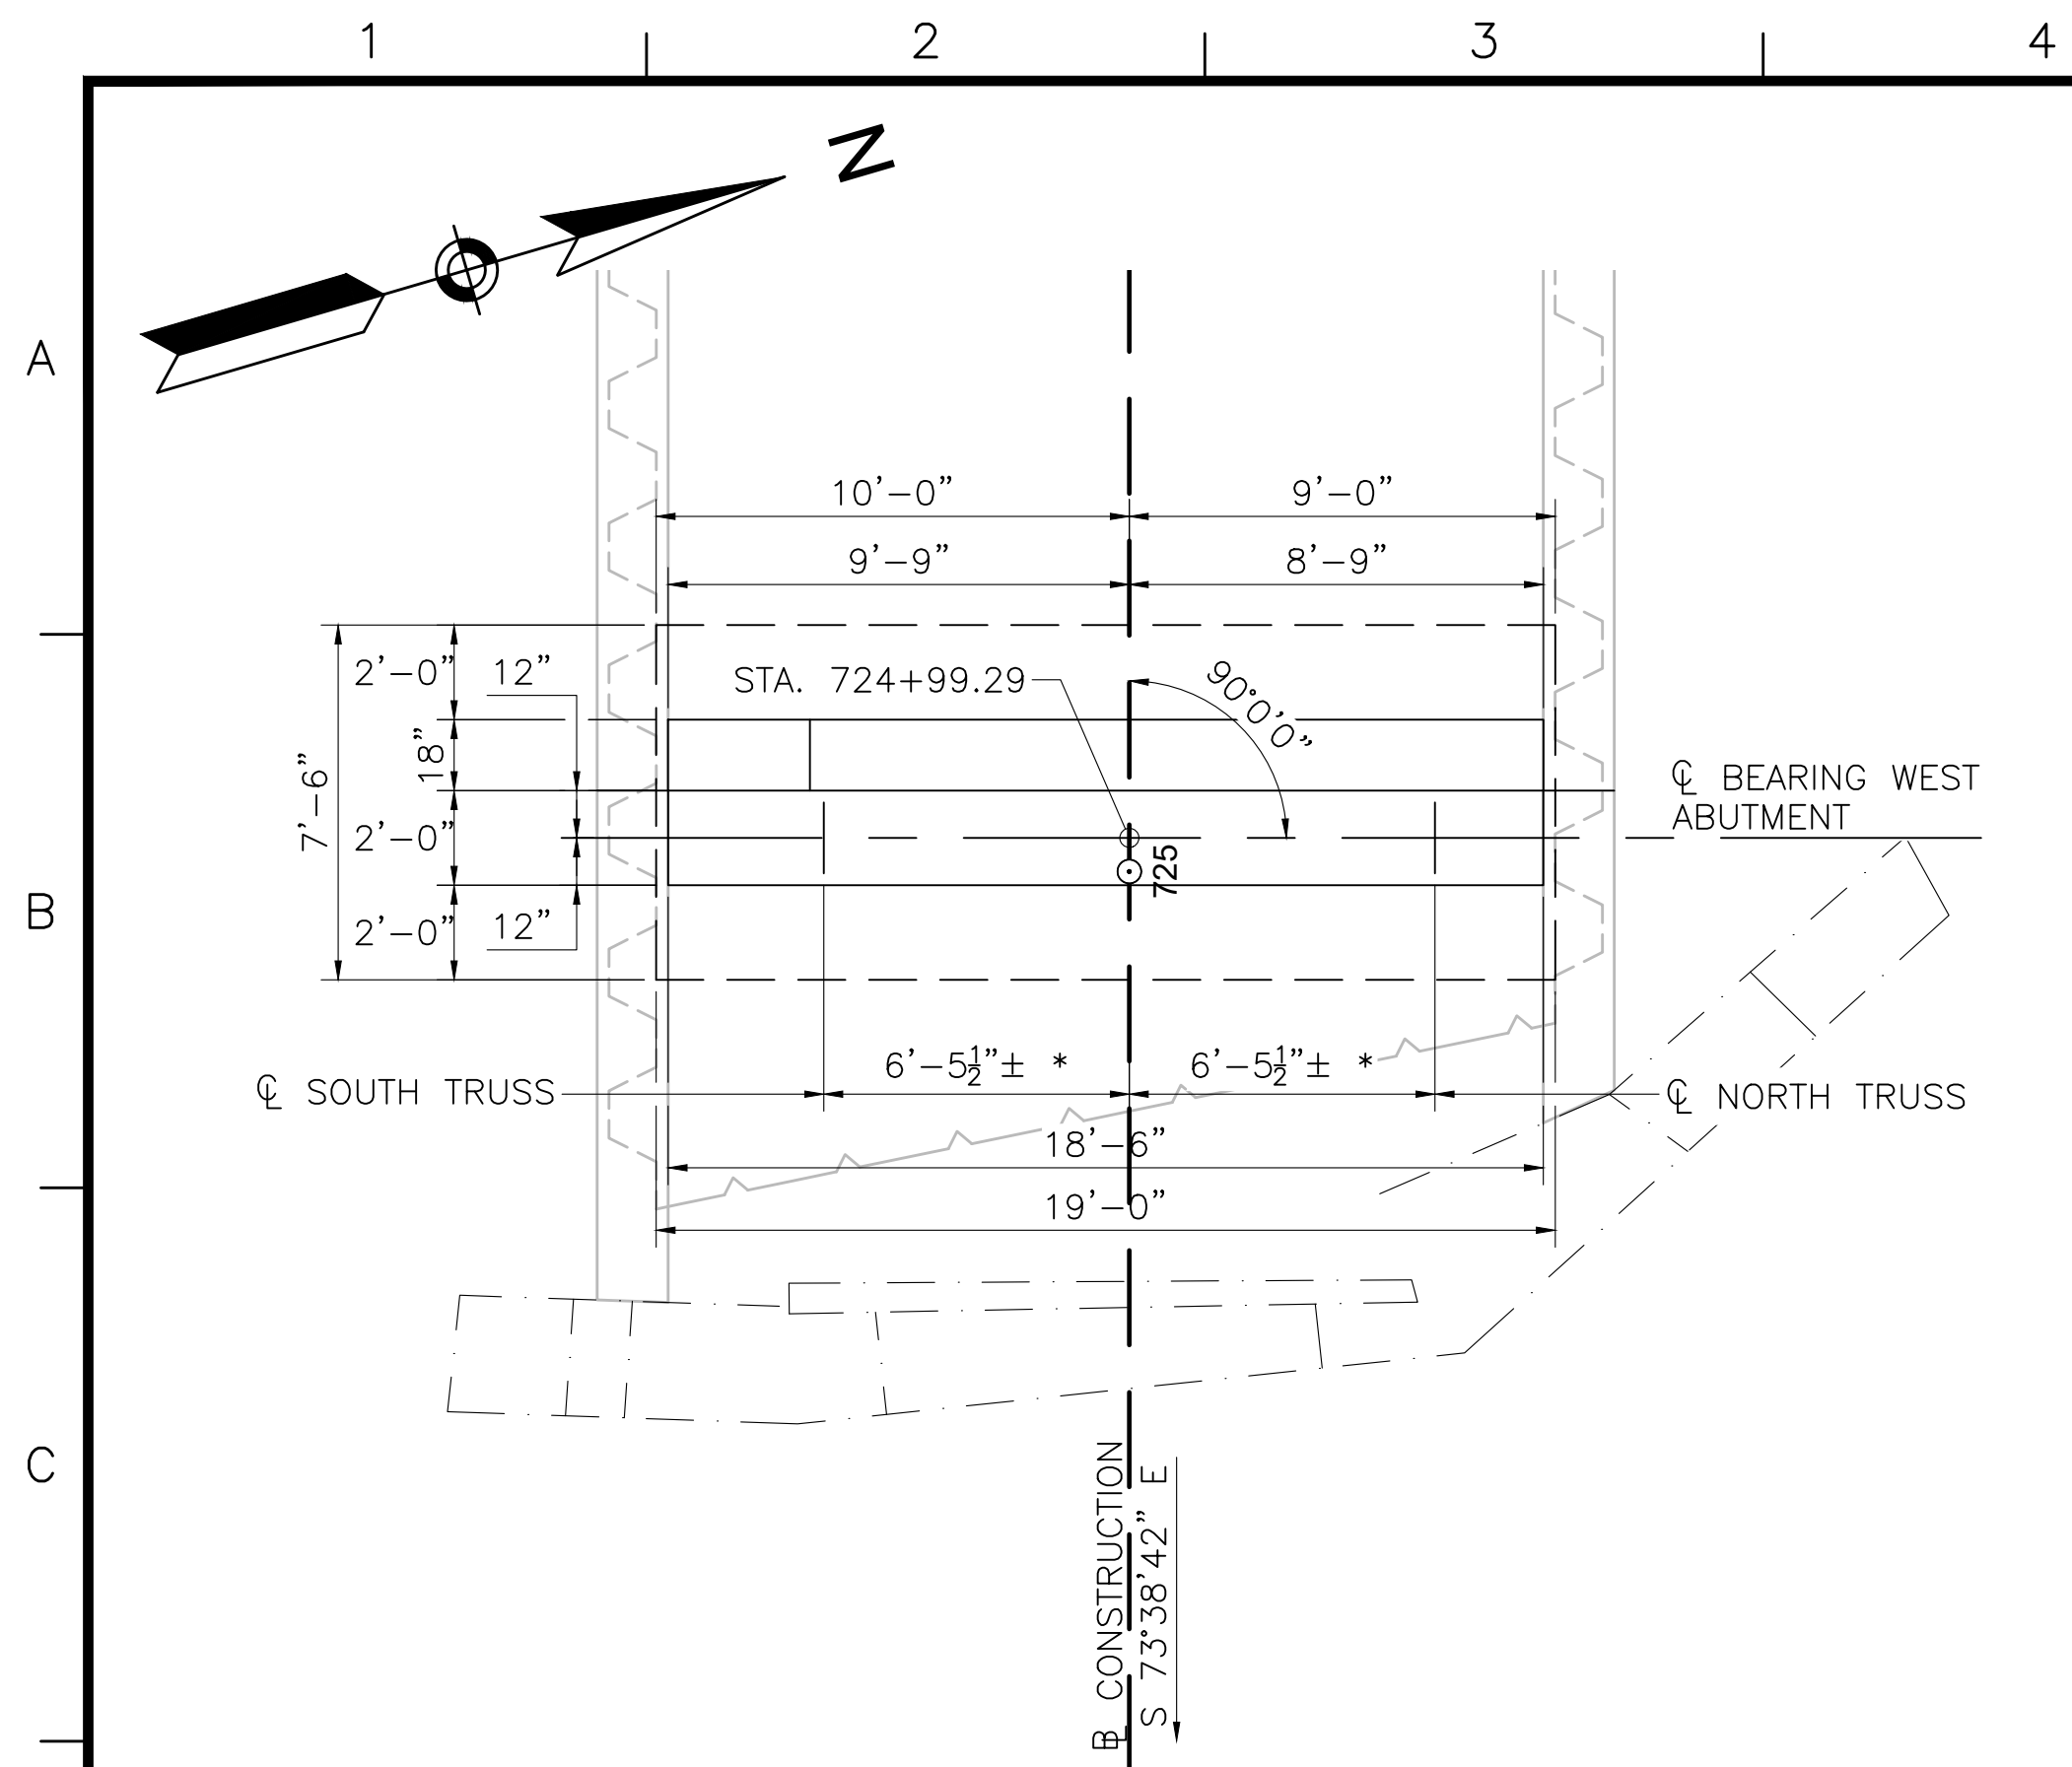 1 2 3 4
N
A
10'-0" 9'-0"
9'-9" 8'-9"
2'-0" 12"
STA. 724+99.29 90°0'0"
18"
7'-6"
℄ BEARING WEST
ABUTMENT
2'-0"
725
B
2'-0" 12"
6'-5½"± * 6'-5½"± *
℄ SOUTH TRUSS ℄ NORTH TRUSS
18'-6"
19'-0"
C
BL CONSTRUCTION
S 73°38'42" E